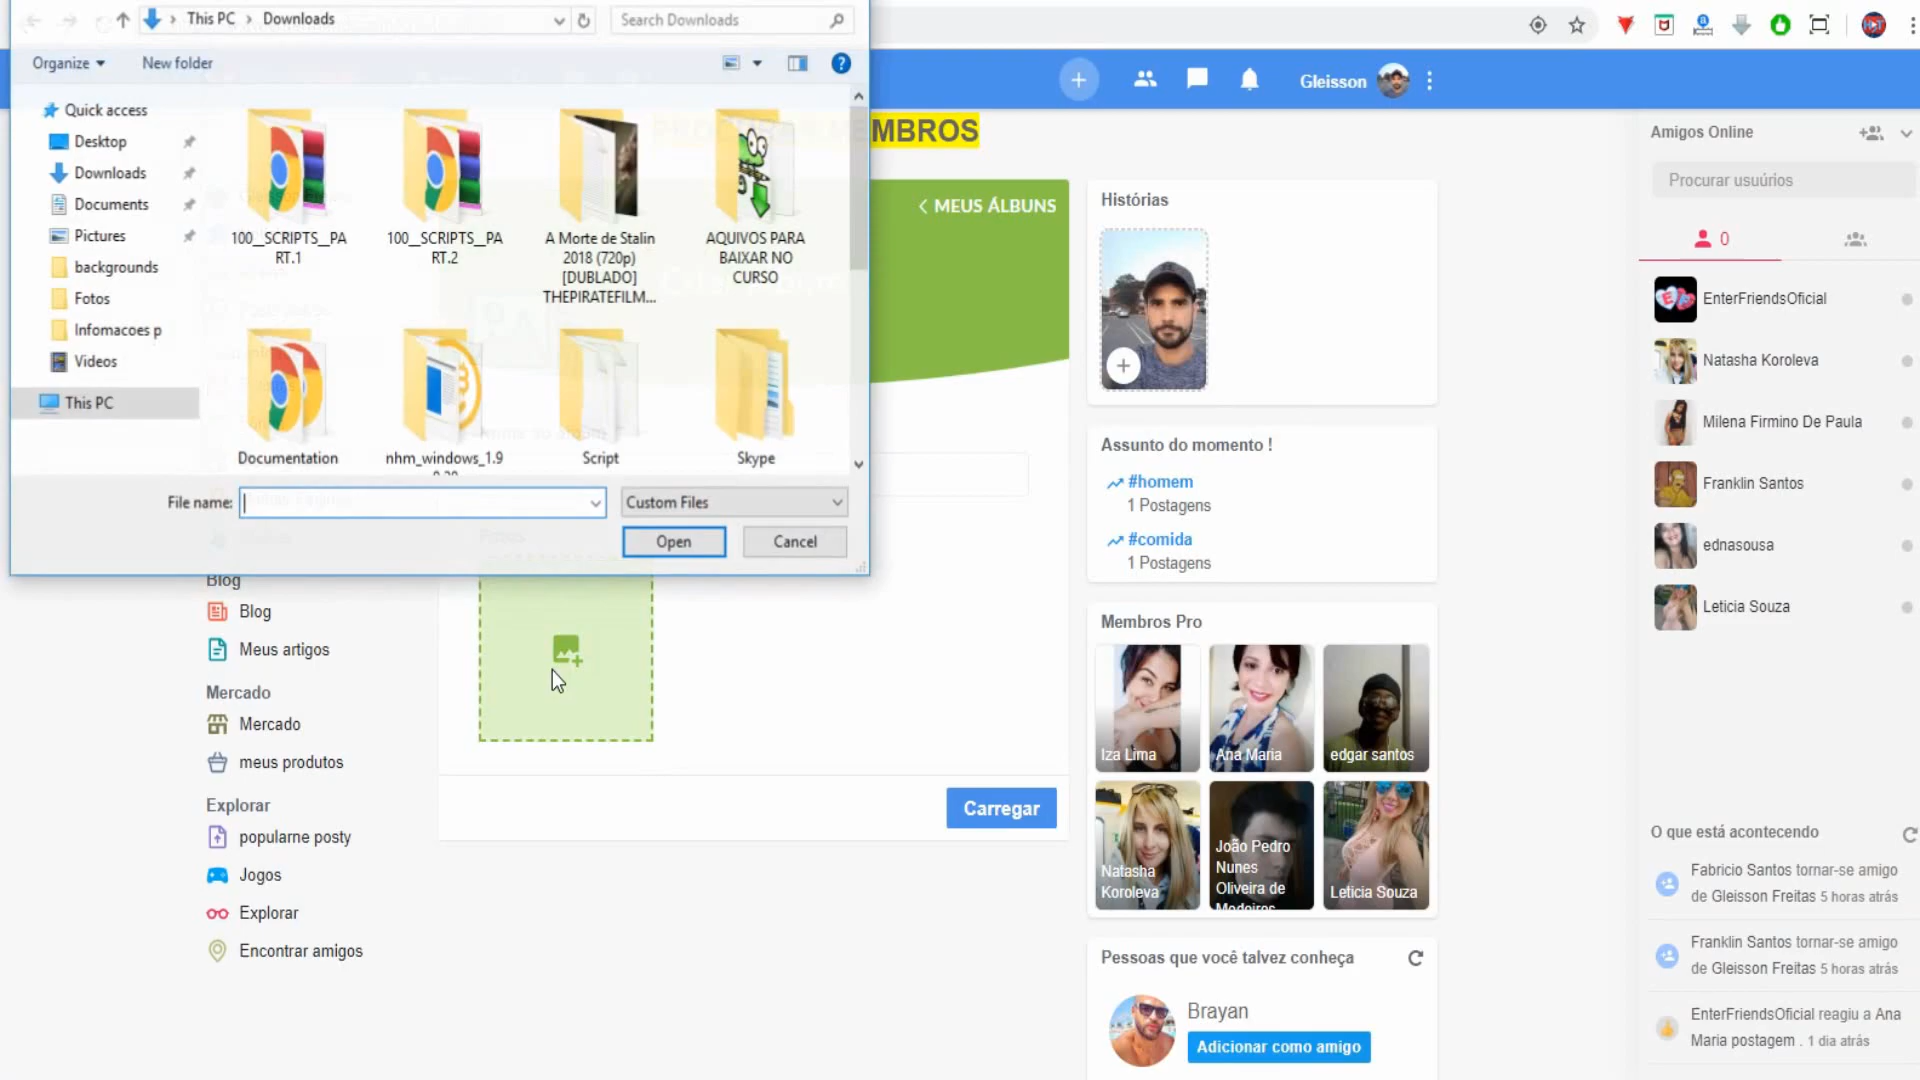 This PC > Downloads
Search Downloads
Organize
New folder
Quick access
Desktop
Downloads
Documents
Pictures
backgrounds
Fotos
Infomacoes p
Videos
This PC
100__SCRIPTS__PA
RT.1
100__SCRIPTS__PA
RT.2
A Morte de Stalin
2018 (720p)
[DUBLADO]
THEPIRATEFILM...
AQUIVOS PARA
BAIXAR NO
CURSO
Documentation
nhm_windows_1.9
Script
Skype
File name:
Custom Files
Open
Cancel
Gleisson
MBROS
< MEUS ÁLBUNS
Blog
Blog
Meus artigos
Mercado
Mercado
meus produtos
Explorar
popularne posty
Jogos
Explorar
Encontrar amigos
Carregar
Histórias
Assunto do momento !
#homem
1 Postagens
#comida
1 Postagens
Membros Pro
Iza Lima
Ana Maria
edgar santos
Natasha
Koroleva
João Pedro
Nunes
Oliveira de
Medeiros
Leticia Souza
Pessoas que você talvez conheça
Brayan
Adicionar como amigo
Amigos Online
Procurar usuúrios
0
EnterFriendsOficial
Natasha Koroleva
Milena Firmino De Paula
Franklin Santos
ednasousa
Leticia Souza
O que está acontecendo
Fabricio Santos tornar-se amigo
de Gleisson Freitas 5 horas atrás
Franklin Santos tornar-se amigo
de Gleisson Freitas 5 horas atrás
EnterFriendsOficial reagiu a Ana
Maria postagem . 1 dia atrás